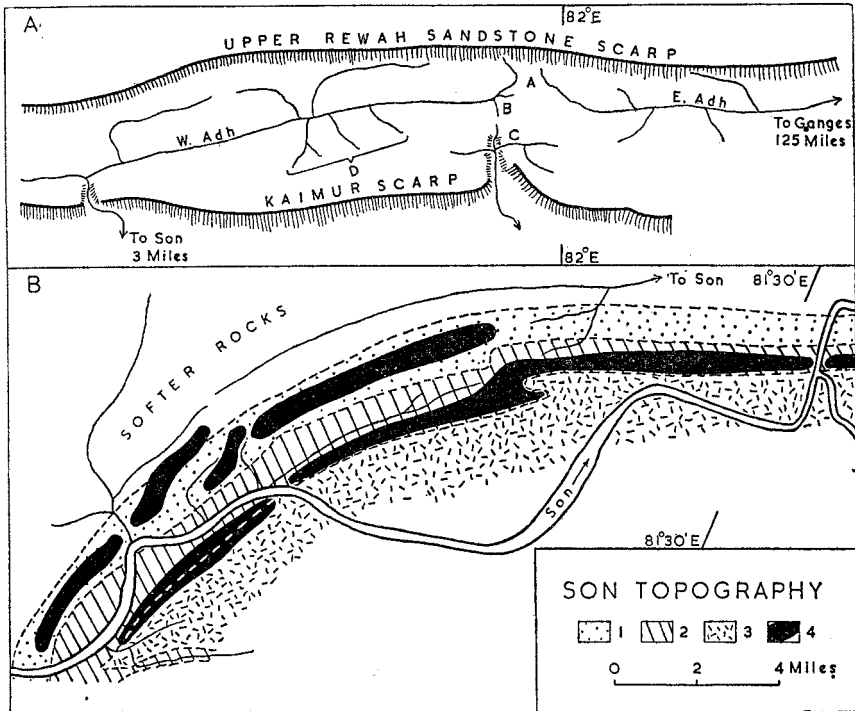 A
82°E
UPPER REWAH SANDSTONE SCARP
A
B
W. Adh
E. Adh
To Ganges
125 Miles
C
D
KAIMUR SCARP
To Son
3 Miles
82°E
B
To Son
81°30'E
SOFTER ROCKS
Son
81°30'E
SON TOPOGRAPHY
1 2 3 4
0 2 4 Miles